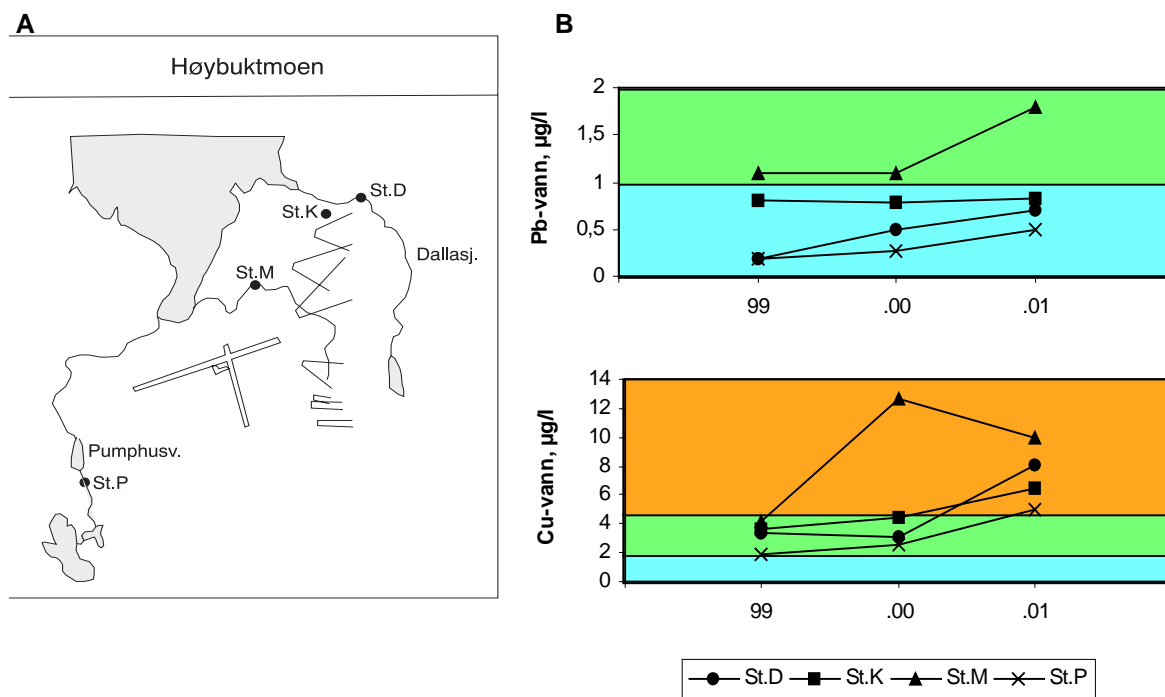 A
Høybuktmoen
St.D
St.K
Dallasj.
St.M
Pumphusv.
St.P
B
Pb-vann, µg/l
2
1,5
1
0,5
0
99
.00
.01
Cu-vann, µg/l
14
12
10
8
6
4
2
0
99
.00
.01
St.D St.K St.M St.P